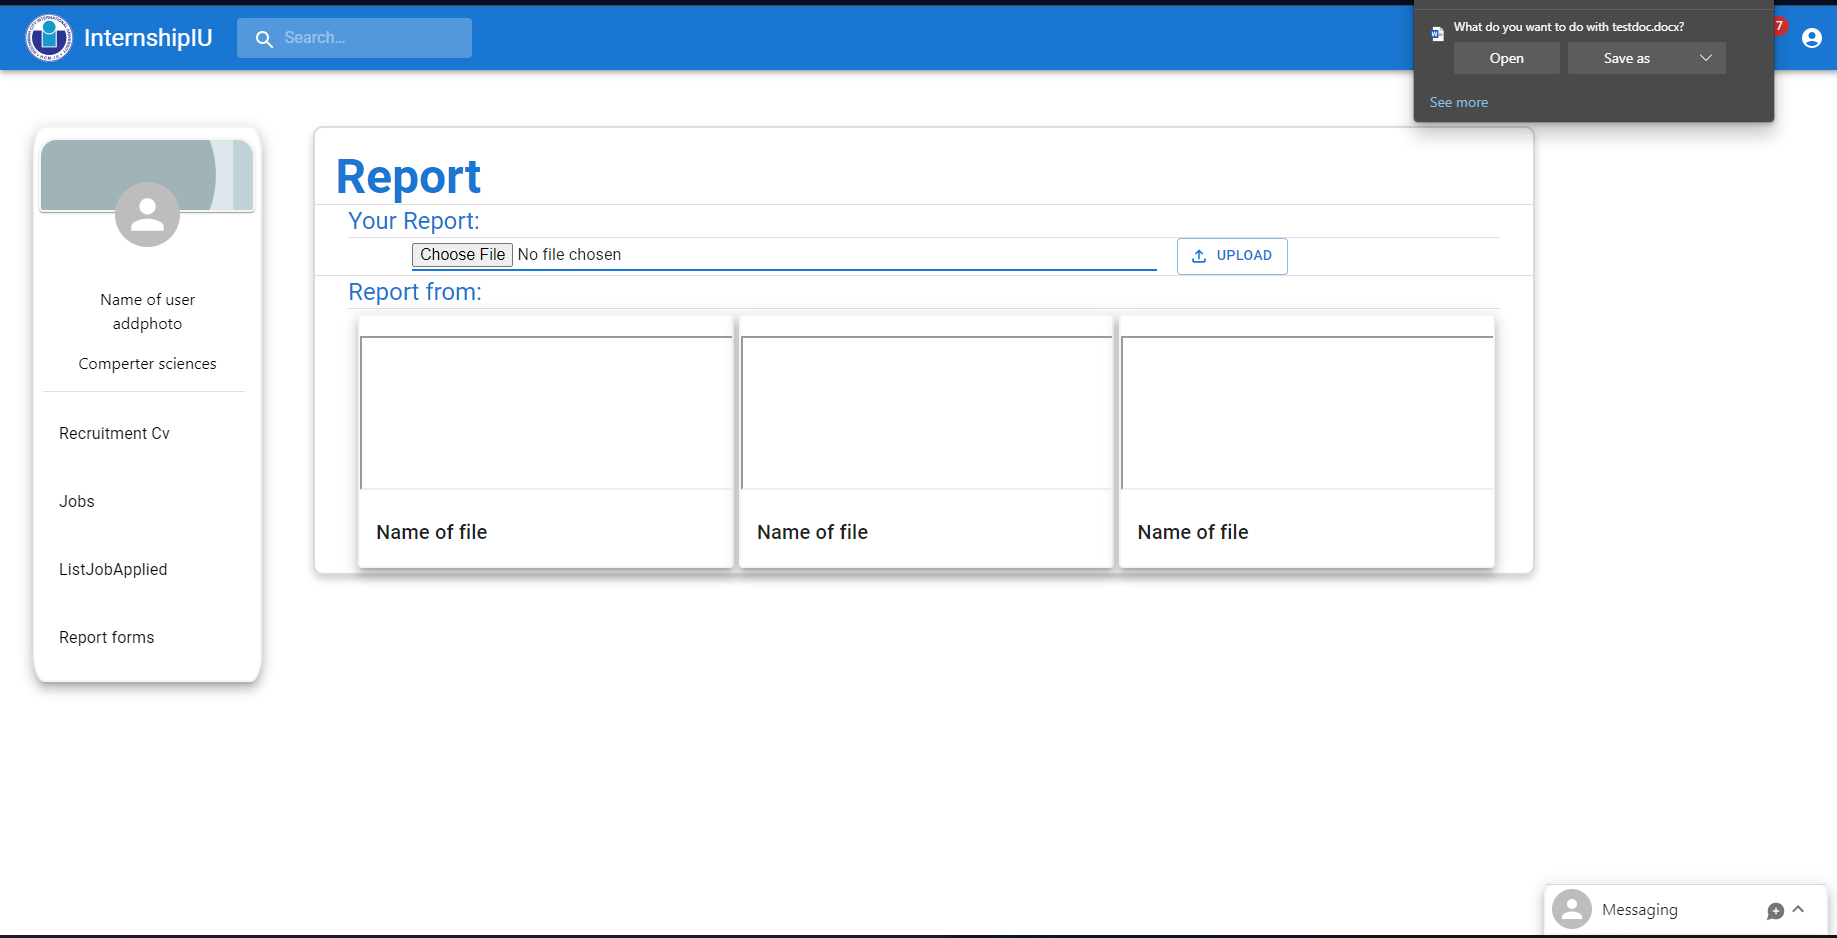 InternshipIU
Search...
What do you want to do with testdoc.docx?
Open
Save as
See more
7
Name of user
addphoto
Comperter sciences
Recruitment Cv
Jobs
ListJobApplied
Report forms
Report
Your Report:
Choose File No file chosen
UPLOAD
Report from:
Name of file
Name of file
Name of file
Messaging